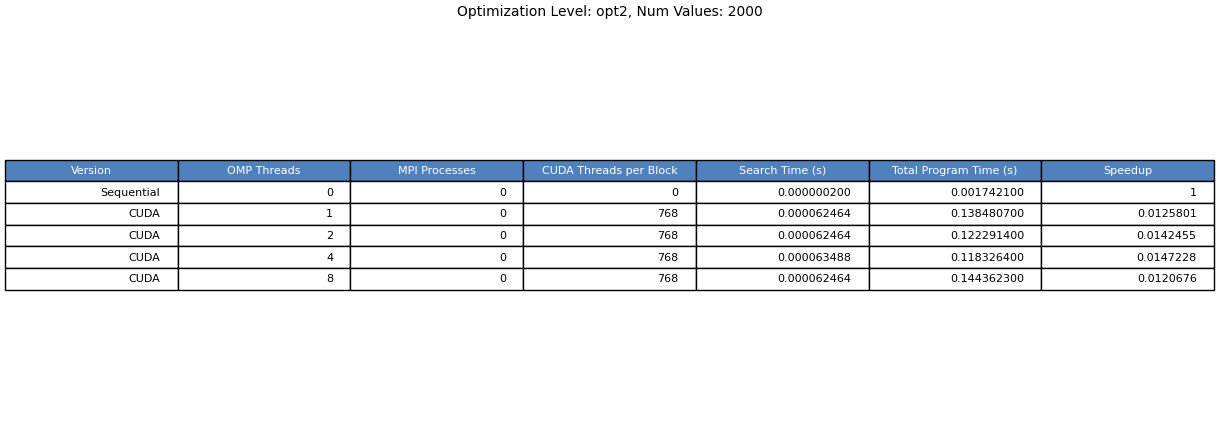 Optimization Level: opt2, Num Values: 2000
Version OMP Threads MPI Processes CUDA Threads per Block Search Time (s) Total Program Time (s) Speedup
Sequential 0 0 0 0.000000200 0.001742100 1
CUDA 1 0 768 0.000062464 0.138480700 0.0125801
CUDA 2 0 768 0.000062464 0.122291400 0.0142455
CUDA 4 0 768 0.000063488 0.118326400 0.0147228
CUDA 8 0 768 0.000062464 0.144362300 0.0120676